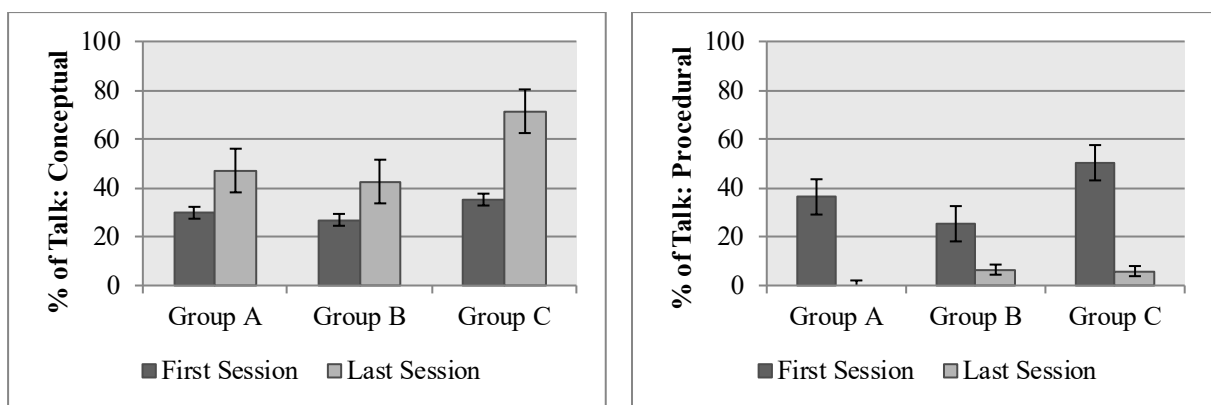 % of Talk: Conceptual
100
80
60
40
20
0
Group A Group B Group C
First Session Last Session
% of Talk: Procedural
100
80
60
40
20
0
Group A Group B Group C
First Session Last Session